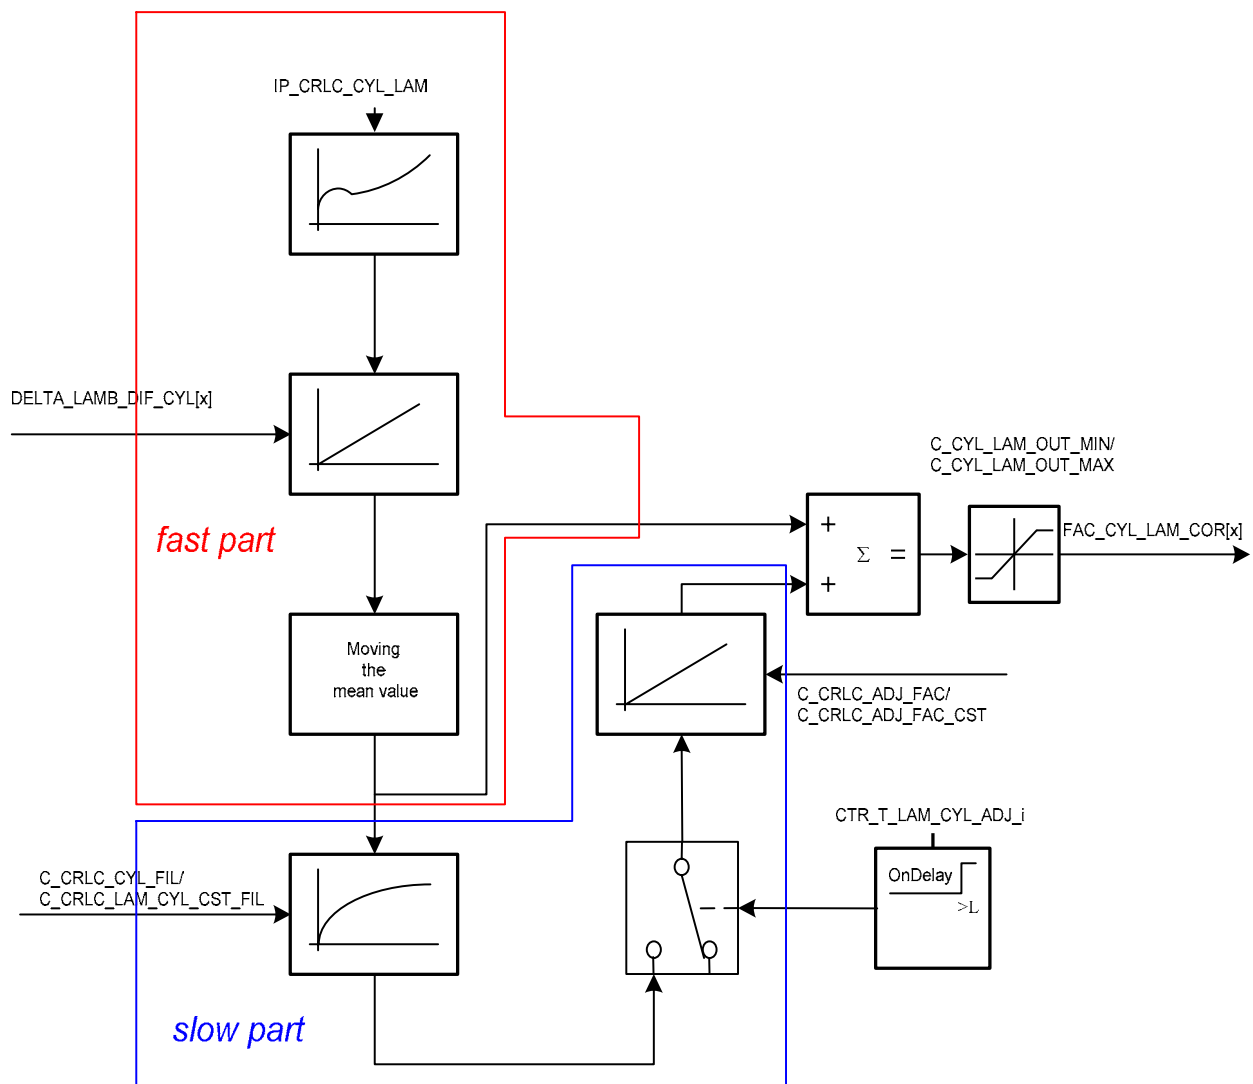 IP_CRLC_CYL_LAM
DELTA_LAMB_DIF_CYL[x]
fast part
Moving
the
mean value
C_CYL_LAM_OUT_MIN/
C_CYL_LAM_OUT_MAX
+
Σ =
+
FAC_CYL_LAM_COR[x]
C_CRLC_ADJ_FAC/
C_CRLC_ADJ_FAC_CST
CTR_T_LAM_CYL_ADJ_i
OnDelay
>L
C_CRLC_CYL_FIL/
C_CRLC_LAM_CYL_CST_FIL
slow part